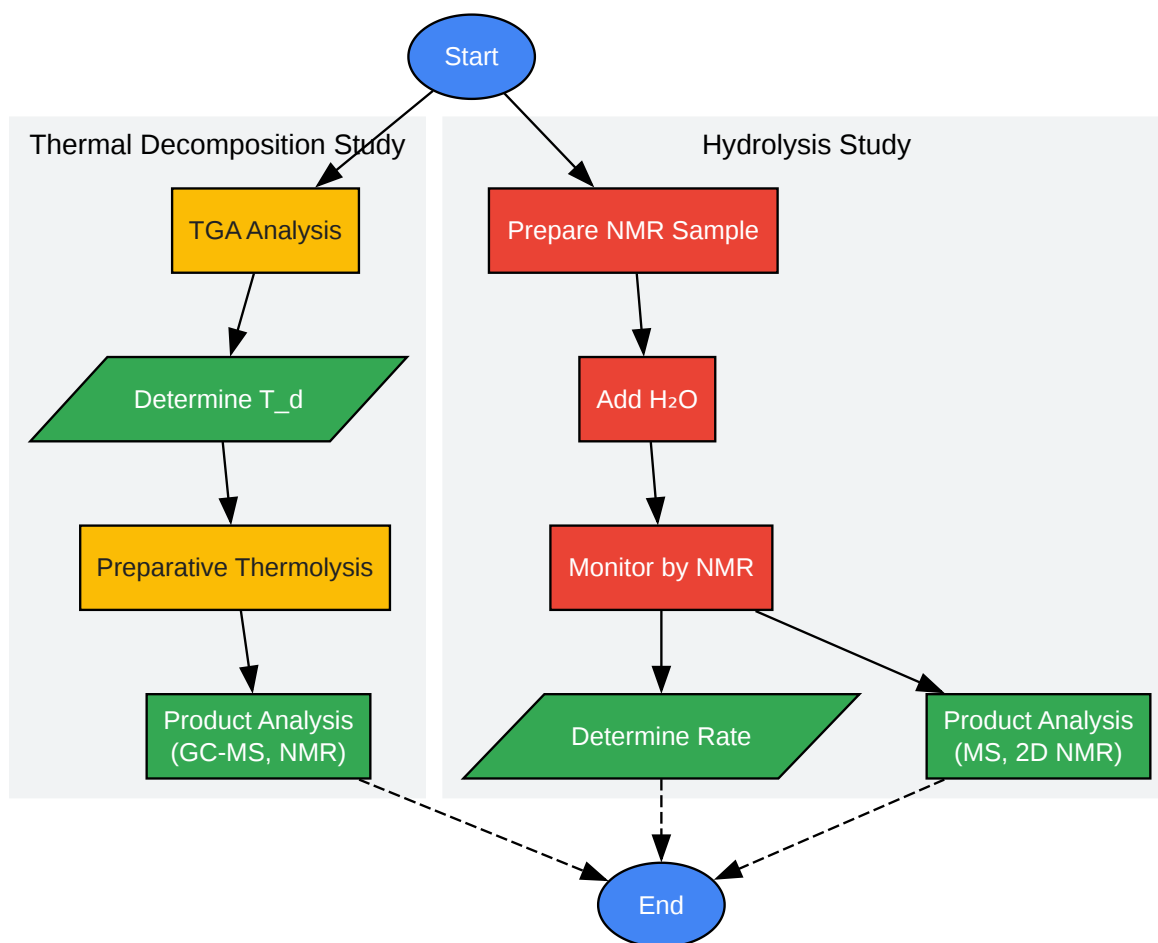 Start
Thermal Decomposition Study
TGA Analysis
Determine T_d
Preparative Thermolysis
Product Analysis
(GC-MS, NMR)
Hydrolysis Study
Prepare NMR Sample
Add H₂O
Monitor by NMR
Determine Rate
Product Analysis
(MS, 2D NMR)
End